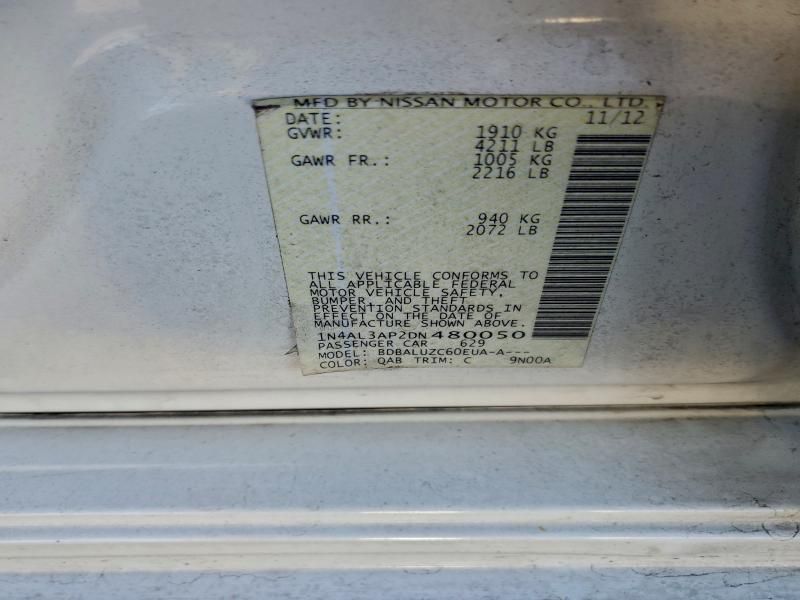 MFD BY NISSAN MOTOR CO., LTD.
DATE: 11/12
GVWR: 1910 KG
4211 LB
GAWR FR.: 1005 KG
2216 LB
GAWR RR.: 940 KG
2072 LB
THIS VEHICLE CONFORMS TO
ALL APPLICABLE FEDERAL
MOTOR VEHICLE SAFETY,
BUMPER, AND THEFT
PREVENTION STANDARDS IN
EFFECT ON THE DATE OF
MANUFACTURE SHOWN ABOVE.
1N4AL3AP2DN480050
PASSENGER CAR 629
MODEL: BDBALUZC60EUA-A---
COLOR: QAB TRIM: C 9N00A